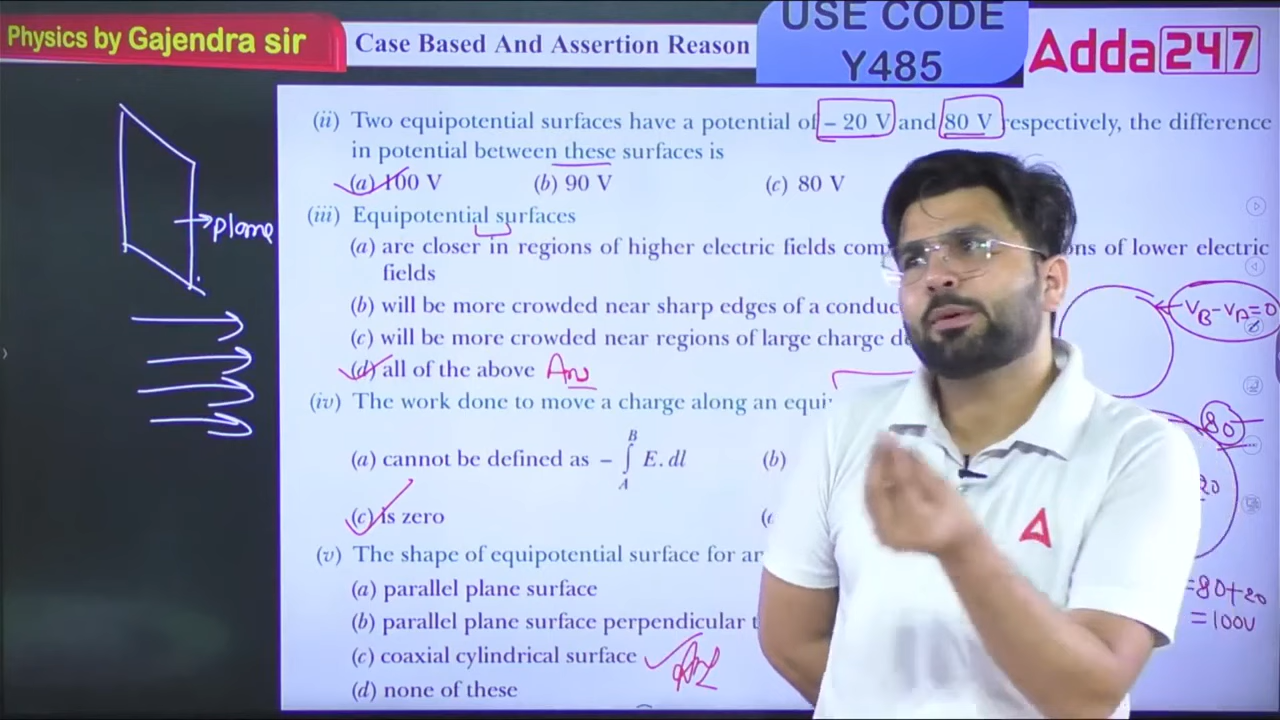 Physics by Gajendra sir
Case Based And Assertion Reason
USE CODE
Y485
Adda247
(ii) Two equipotential surfaces have a potential of – 20 V and 80 V respectively, the difference
in potential between these surfaces is
(a) 100 V (b) 90 V (c) 80 V
(iii) Equipotential surfaces
(a) are closer in regions of higher electric fields com ns of lower electric
fields
(b) will be more crowded near sharp edges of a conduc
(c) will be more crowded near regions of large charge d
(d) all of the above Ans
(iv) The work done to move a charge along an equi
(a) cannot be defined as – ∫ₐᴮ E. dl (b)
(c) is zero
(v) The shape of equipotential surface for an
(a) parallel plane surface
(b) parallel plane surface perpendicular t
(c) coaxial cylindrical surface
(d) none of these
plane
VB-VA=0
80
20
=80+20
=100V